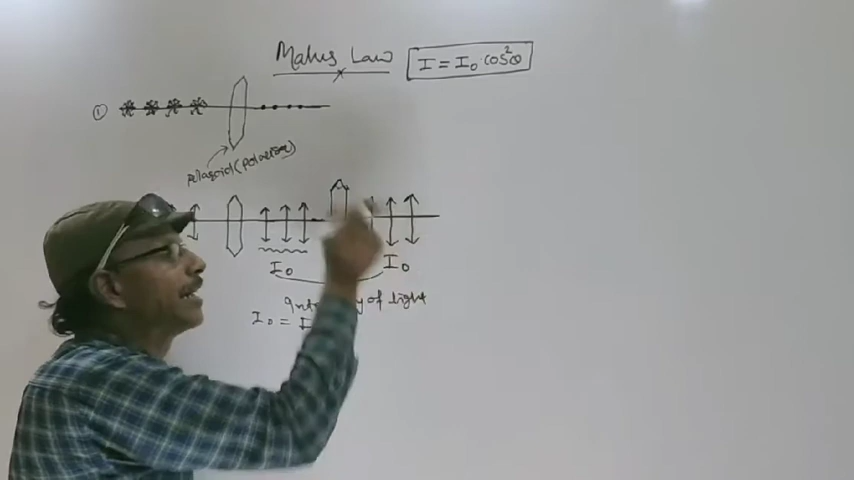 Malus Law
I = I₀ cos²θ
①
polaroid (polariser)
I₀
I₀
of light
I₀ =